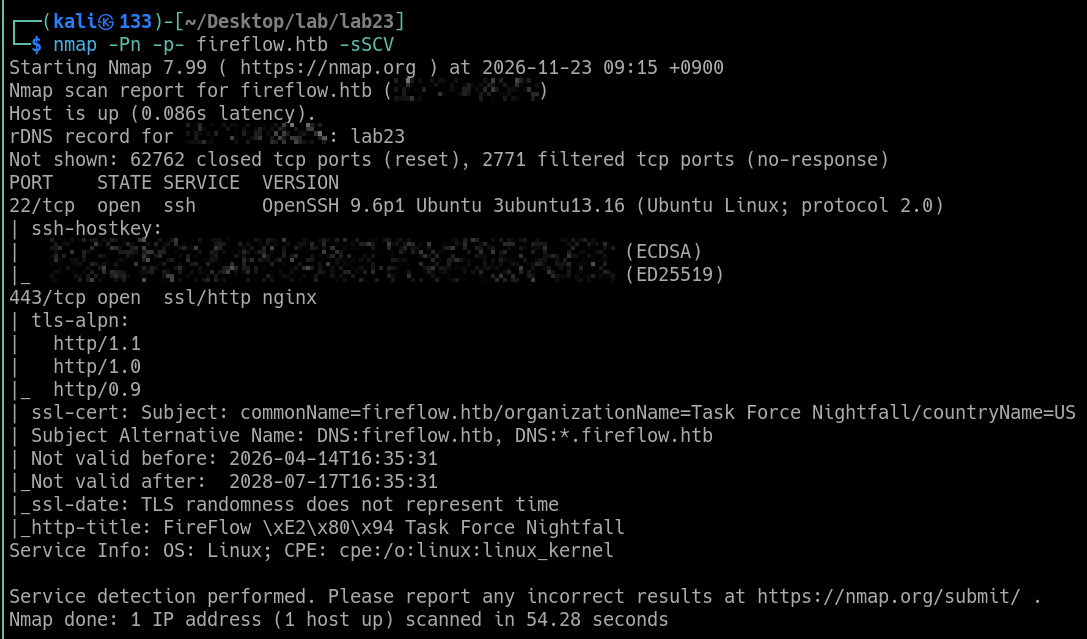 ┌──(kali㉿133)-[~/Desktop/lab/lab23]
└─$ nmap -Pn -p- fireflow.htb -sSCV
Starting Nmap 7.99 ( https://nmap.org ) at 2026-11-23 09:15 +0900
Nmap scan report for fireflow.htb ( )
Host is up (0.086s latency).
rDNS record for : lab23
Not shown: 62762 closed tcp ports (reset), 2771 filtered tcp ports (no-response)
PORT    STATE SERVICE  VERSION
22/tcp  open  ssh      OpenSSH 9.6p1 Ubuntu 3ubuntu13.16 (Ubuntu Linux; protocol 2.0)
| ssh-hostkey:
|   (ECDSA)
|_  (ED25519)
443/tcp open  ssl/http nginx
| tls-alpn:
|   http/1.1
|   http/1.0
|_  http/0.9
| ssl-cert: Subject: commonName=fireflow.htb/organizationName=Task Force Nightfall/countryName=US
| Subject Alternative Name: DNS:fireflow.htb, DNS:*.fireflow.htb
| Not valid before: 2026-04-14T16:35:31
|_Not valid after:  2028-07-17T16:35:31
|_ssl-date: TLS randomness does not represent time
|_http-title: FireFlow \xE2\x80\x94 Task Force Nightfall
Service Info: OS: Linux; CPE: cpe:/o:linux:linux_kernel

Service detection performed. Please report any incorrect results at https://nmap.org/submit/ .
Nmap done: 1 IP address (1 host up) scanned in 54.28 seconds